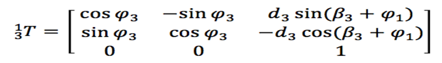 cos φ₃ −sin φ₃ d₃ sin(β₃ + φ₁)
¹₃T = [ sin φ₃ cos φ₃ −d₃ cos(β₃ + φ₁) ]
0 0 1